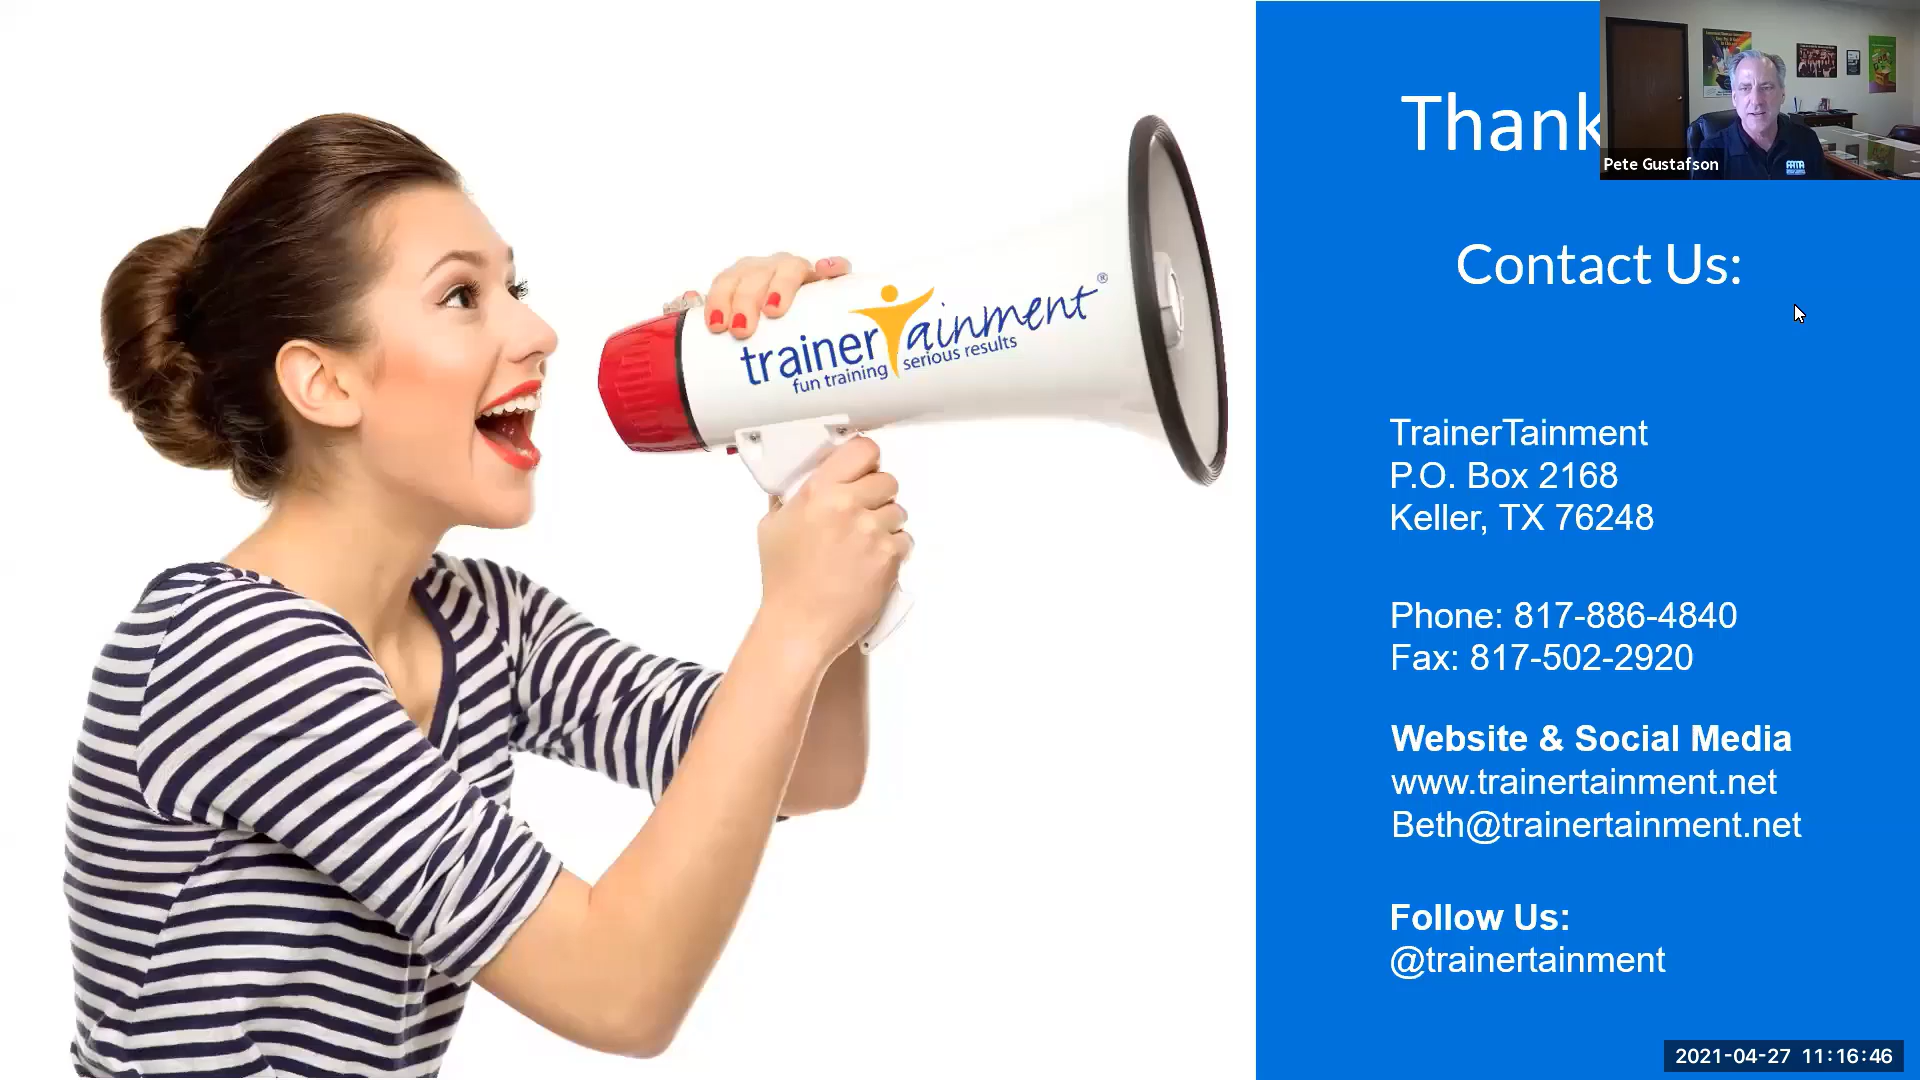 Thank
Pete Gustafson
Contact Us:
trainerTainment®
fun training serious results
TrainerTainment
P.O. Box 2168
Keller, TX 76248
Phone: 817-886-4840
Fax: 817-502-2920
Website & Social Media
www.trainertainment.net
Beth@trainertainment.net
Follow Us:
@trainertainment
2021-04-27 11:16:46